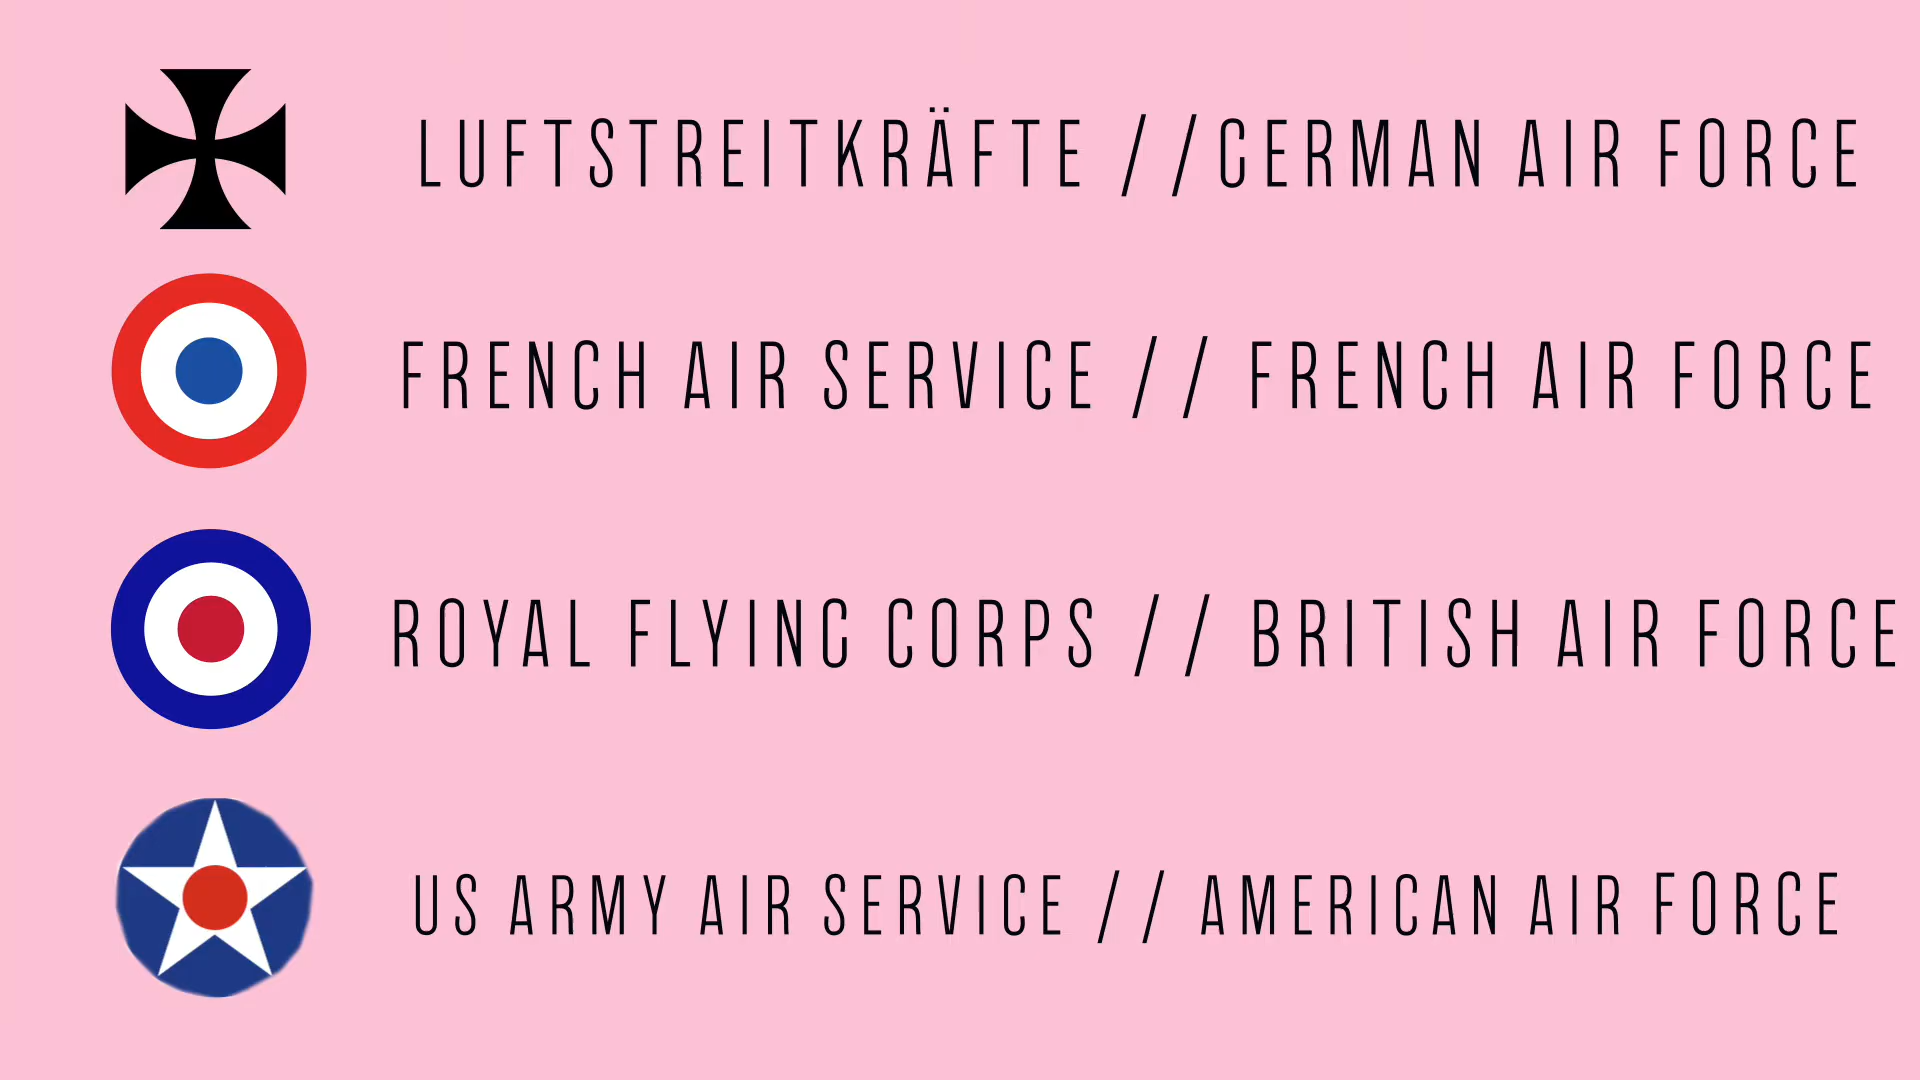 LUFTSTREITKRÄFTE //GERMAN AIR FORCE
FRENCH AIR SERVICE // FRENCH AIR FORCE
ROYAL FLYING CORPS // BRITISH AIR FORCE
US ARMY AIR SERVICE // AMERICAN AIR FORCE